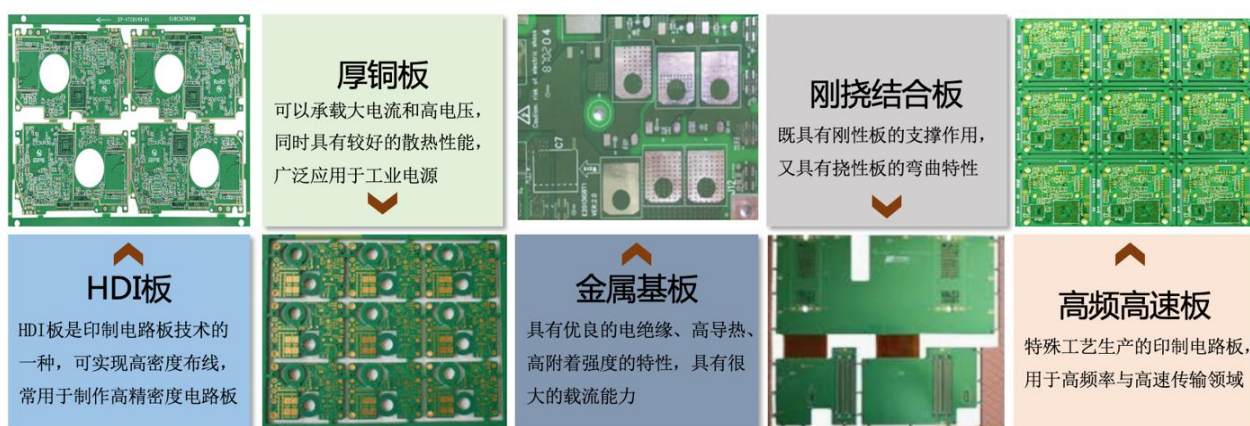 厚铜板
可以承载大电流和高电压，
同时具有较好的散热性能，
广泛应用于工业电源
刚挠结合板
既具有刚性板的支撑作用，
又具有挠性板的弯曲特性
HDI板
HDI板是印制电路板技术的
一种，可实现高密度布线，
常用于制作高精密度电路板
金属基板
具有优良的电绝缘、高导热、
高附着强度的特性，具有很
大的载流能力
高频高速板
特殊工艺生产的印制电路板，
用于高频率与高速传输领域
870204
C7